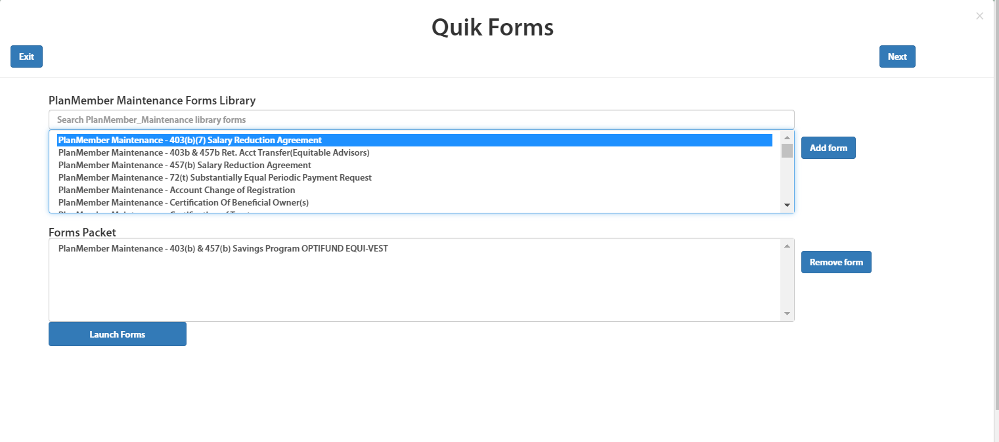 Quik Forms
×
Exit
Next
PlanMember Maintenance Forms Library
Search PlanMember_Maintenance library forms
PlanMember Maintenance - 403(b)(7) Salary Reduction Agreement
PlanMember Maintenance - 403b & 457b Ret. Acct Transfer(Equitable Advisors)
Add form
PlanMember Maintenance - 457(b) Salary Reduction Agreement
PlanMember Maintenance - 72(t) Substantially Equal Periodic Payment Request
PlanMember Maintenance - Account Change of Registration
PlanMember Maintenance - Certification Of Beneficial Owner(s)
Forms Packet
PlanMember Maintenance - 403(b) & 457(b) Savings Program OPTIFUND EQUI-VEST
Remove form
Launch Forms